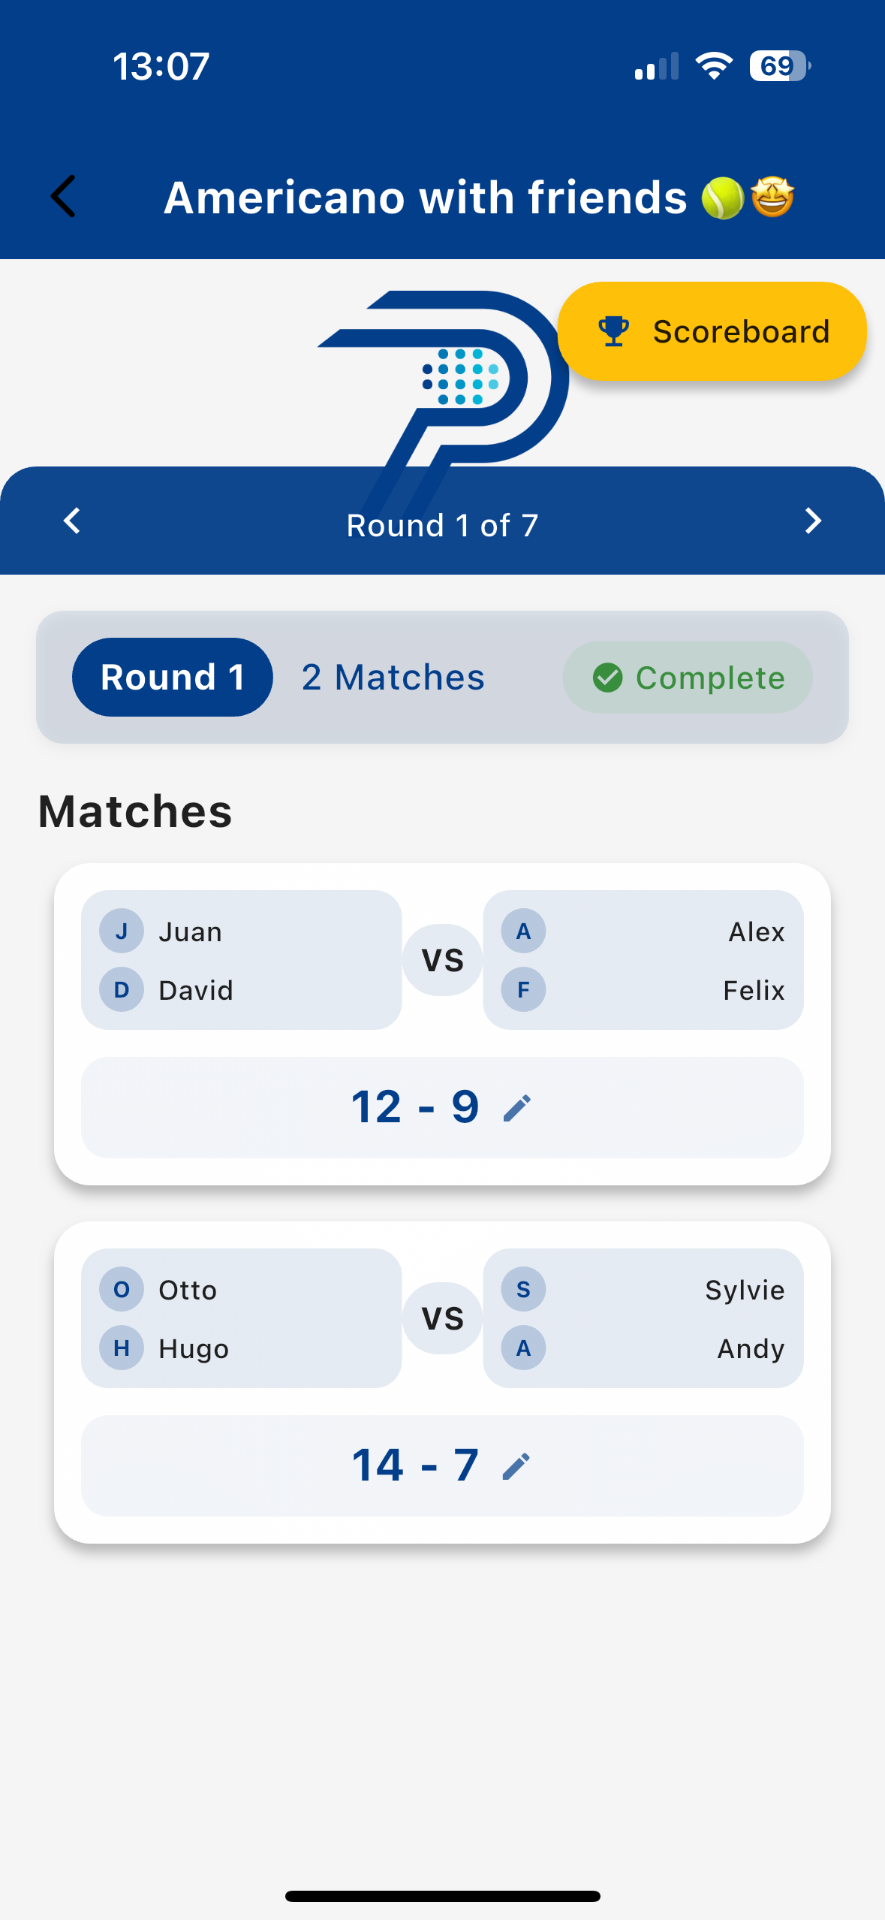 13:07
69
Americano with friends 🎾🤩
Scoreboard
Round 1 of 7
Round 1 2 Matches Complete
Matches
J Juan
D David
VS
A Alex
F Felix
12 - 9
O Otto
H Hugo
VS
S Sylvie
A Andy
14 - 7